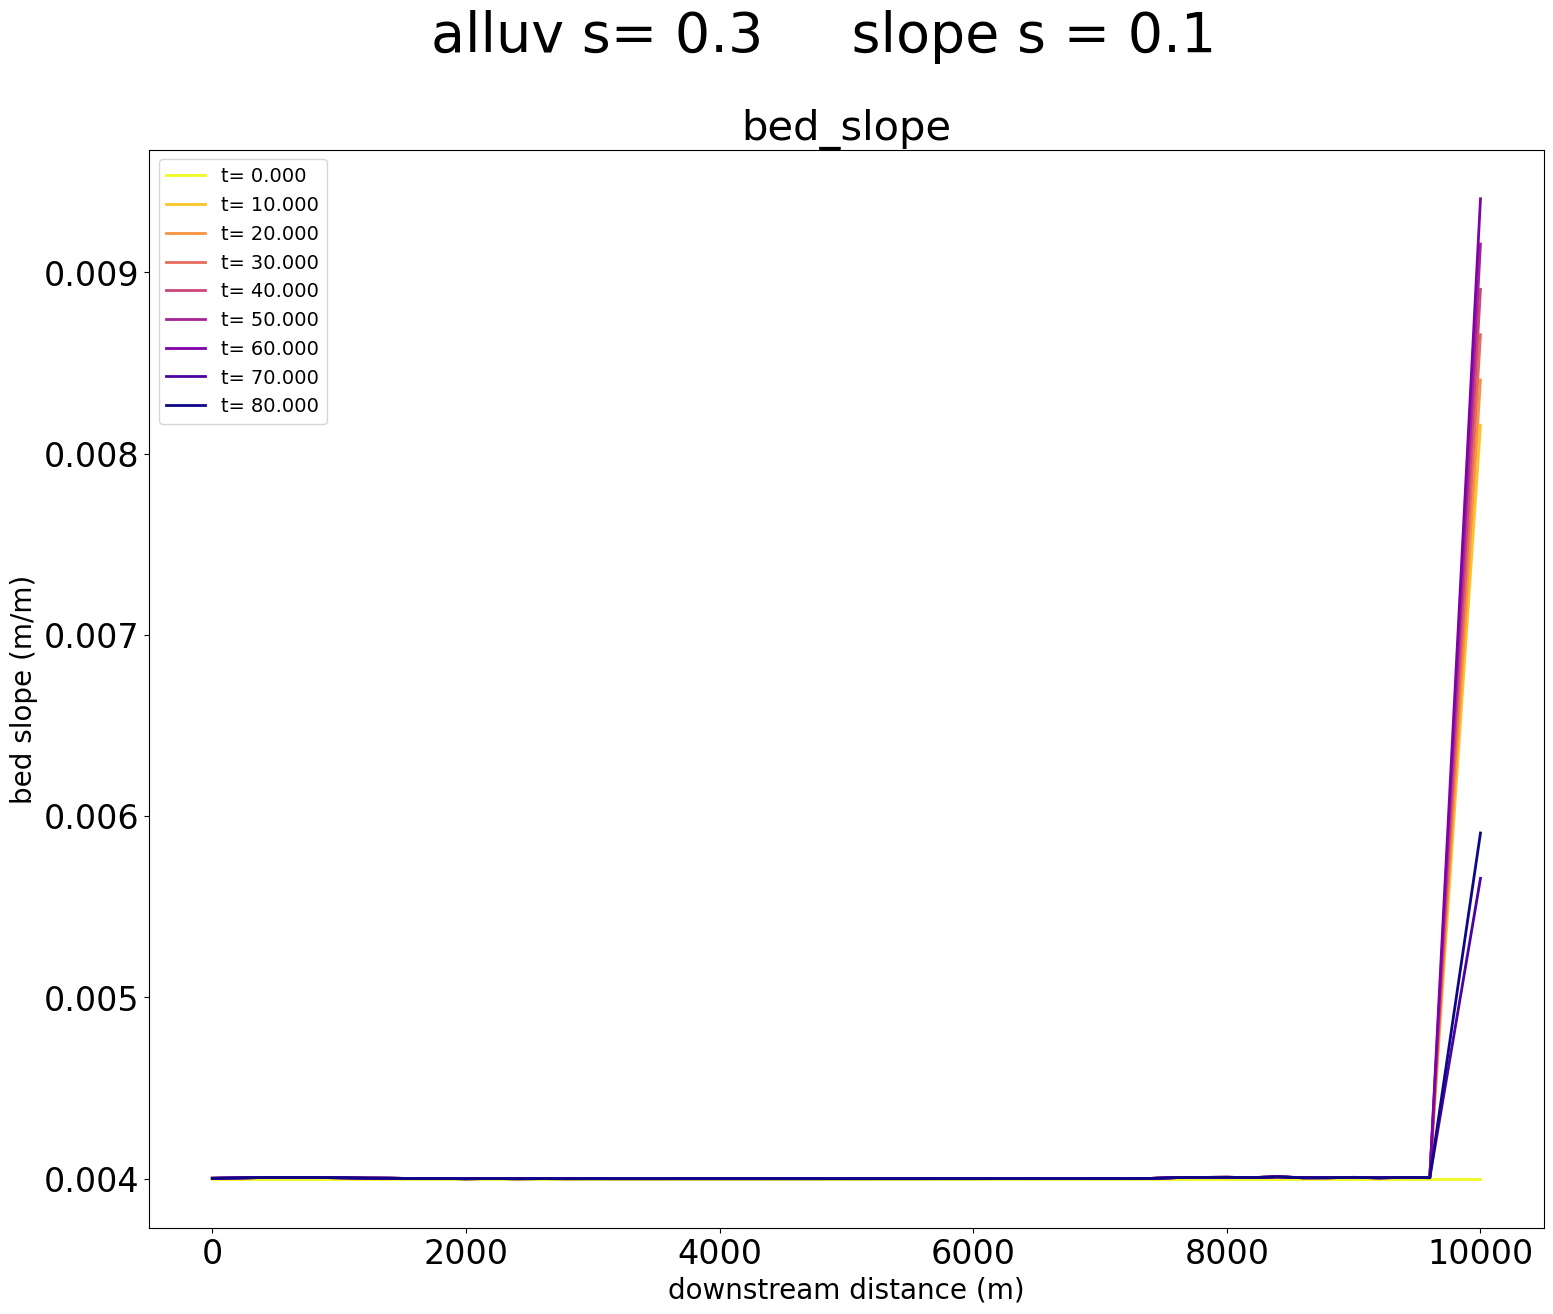 alluv s= 0.3     slope s = 0.1
bed_slope
t= 0.000
t= 10.000
t= 20.000
t= 30.000
t= 40.000
t= 50.000
t= 60.000
t= 70.000
t= 80.000
bed slope (m/m)
0.009
0.008
0.007
0.006
0.005
0.004
0 2000 4000 6000 8000 10000
downstream distance (m)